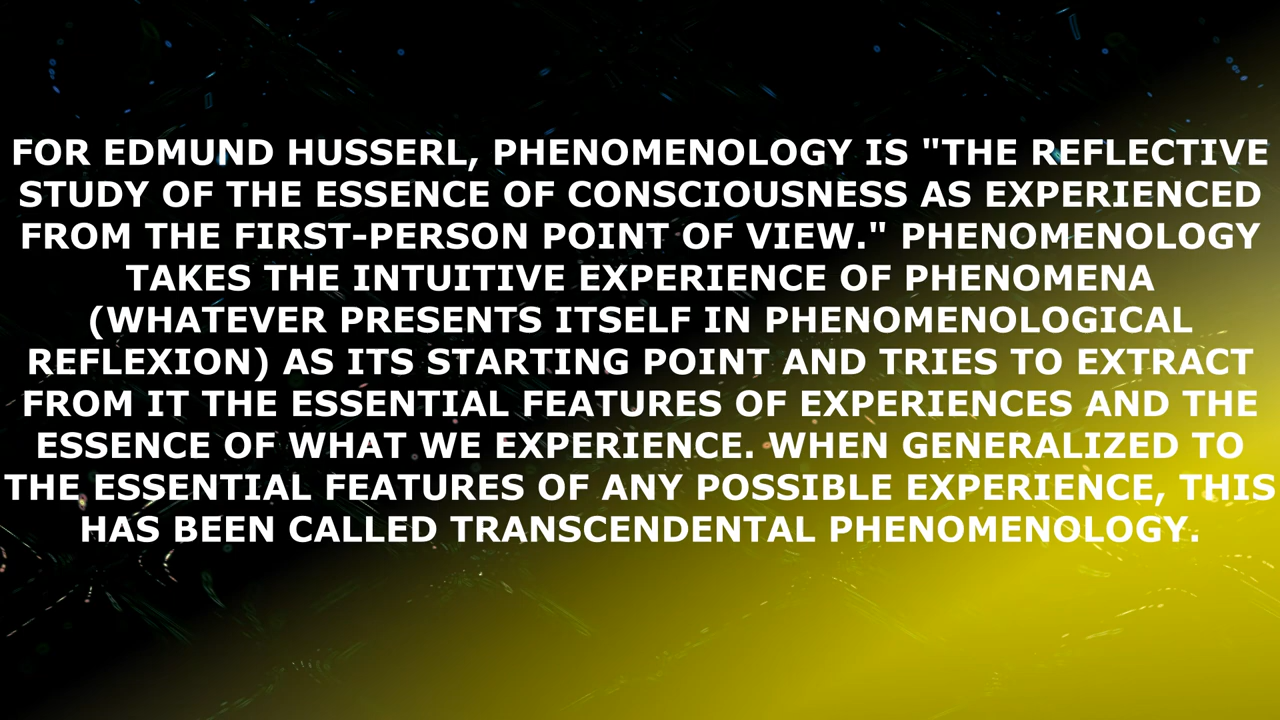 FOR EDMUND HUSSERL, PHENOMENOLOGY IS "THE REFLECTIVE
STUDY OF THE ESSENCE OF CONSCIOUSNESS AS EXPERIENCED
FROM THE FIRST-PERSON POINT OF VIEW." PHENOMENOLOGY
TAKES THE INTUITIVE EXPERIENCE OF PHENOMENA
(WHATEVER PRESENTS ITSELF IN PHENOMENOLOGICAL
REFLEXION) AS ITS STARTING POINT AND TRIES TO EXTRACT
FROM IT THE ESSENTIAL FEATURES OF EXPERIENCES AND THE
ESSENCE OF WHAT WE EXPERIENCE. WHEN GENERALIZED TO
THE ESSENTIAL FEATURES OF ANY POSSIBLE EXPERIENCE, THIS
HAS BEEN CALLED TRANSCENDENTAL PHENOMENOLOGY.